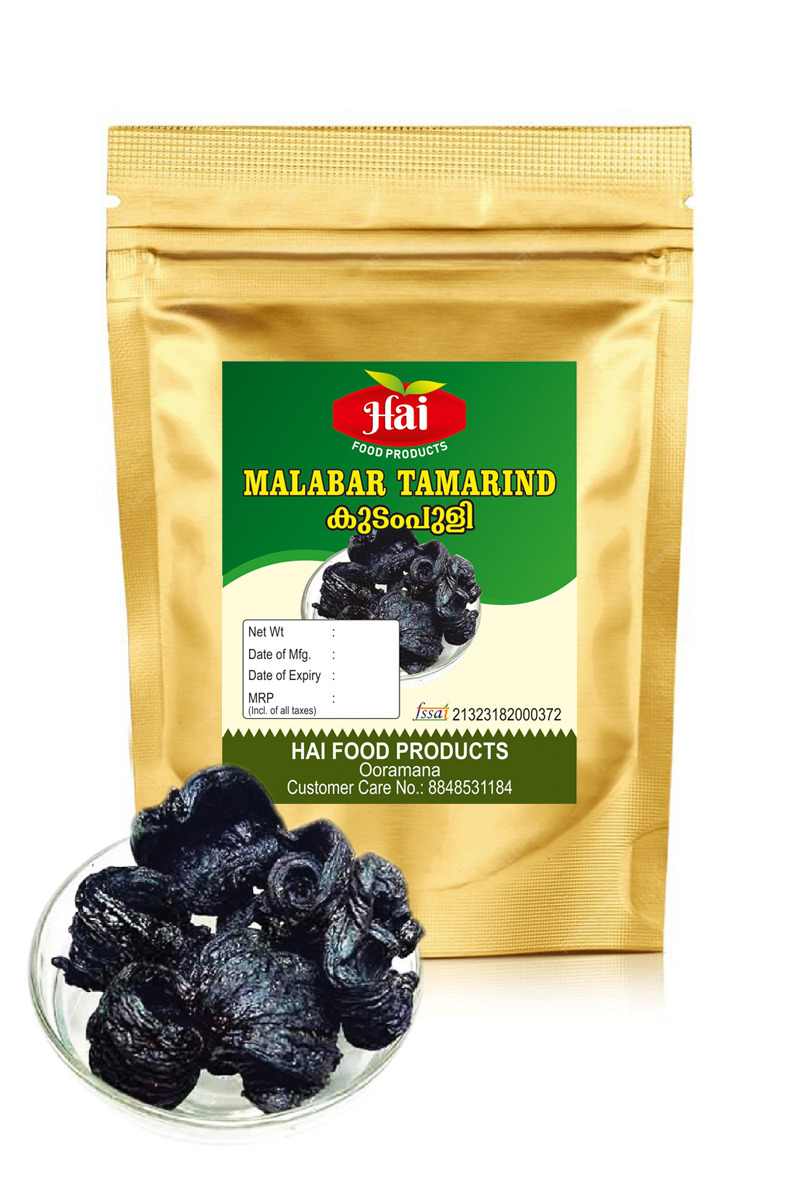 Hai
FOOD PRODUCTS
MALABAR TAMARIND
കുടംപുളി
Net Wt :
Date of Mfg. :
Date of Expiry :
MRP :
(Incl. of all taxes)
fssai 21323182000372
HAI FOOD PRODUCTS
Ooramana
Customer Care No.: 8848531184